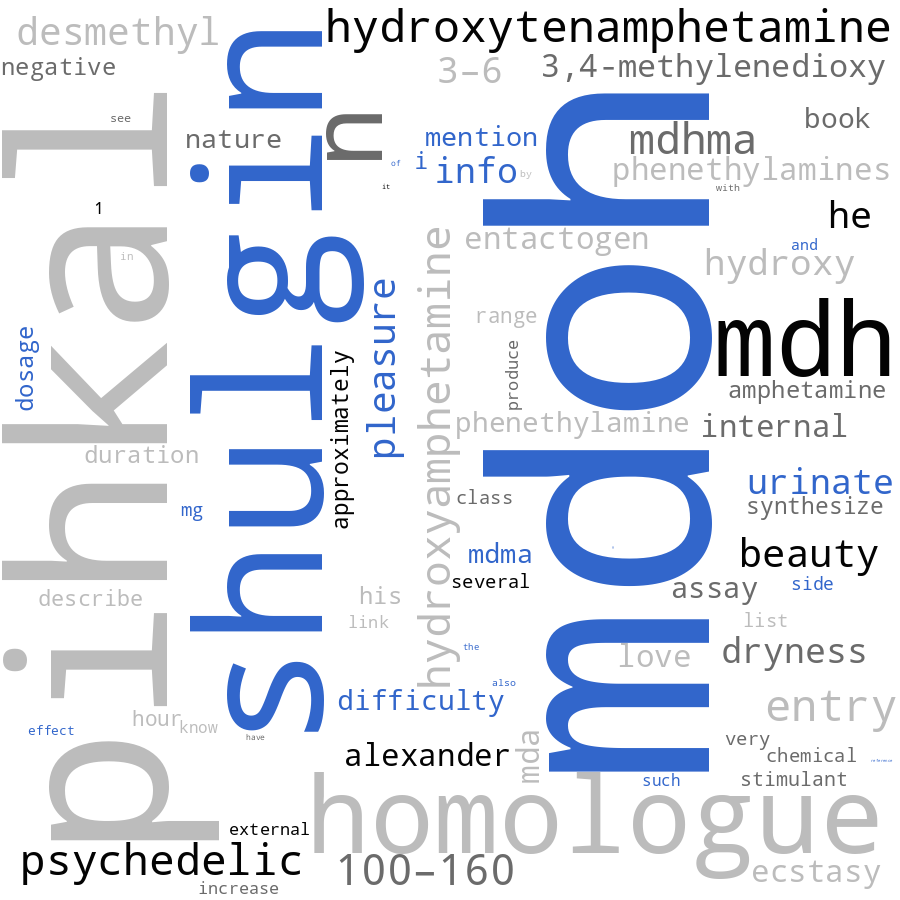 hydroxytenamphetamine
desmethyl
negative
3–6
3,4-methylenedioxy
see
nature
n
mention
book
mdhma
of
i
info
by
phenethylamines
it
with
1
he
in
entactogen
and
hydroxy
pihkal
shulgin
mdoh
mdh
pleasure
hydroxyamphetamine
range
dosage
approximately
produce
amphetamine
phenethylamine
internal
duration
class
urinate
synthesize
mg
mdma
beauty
several
assay
side
describe
his
link
list
the
love
dryness
also
difficulty
entry
hour
know
effect
have
very
alexander
mda
chemical
reference
such
stimulant
homologue
external
psychedelic
100–160
ecstasy
increase